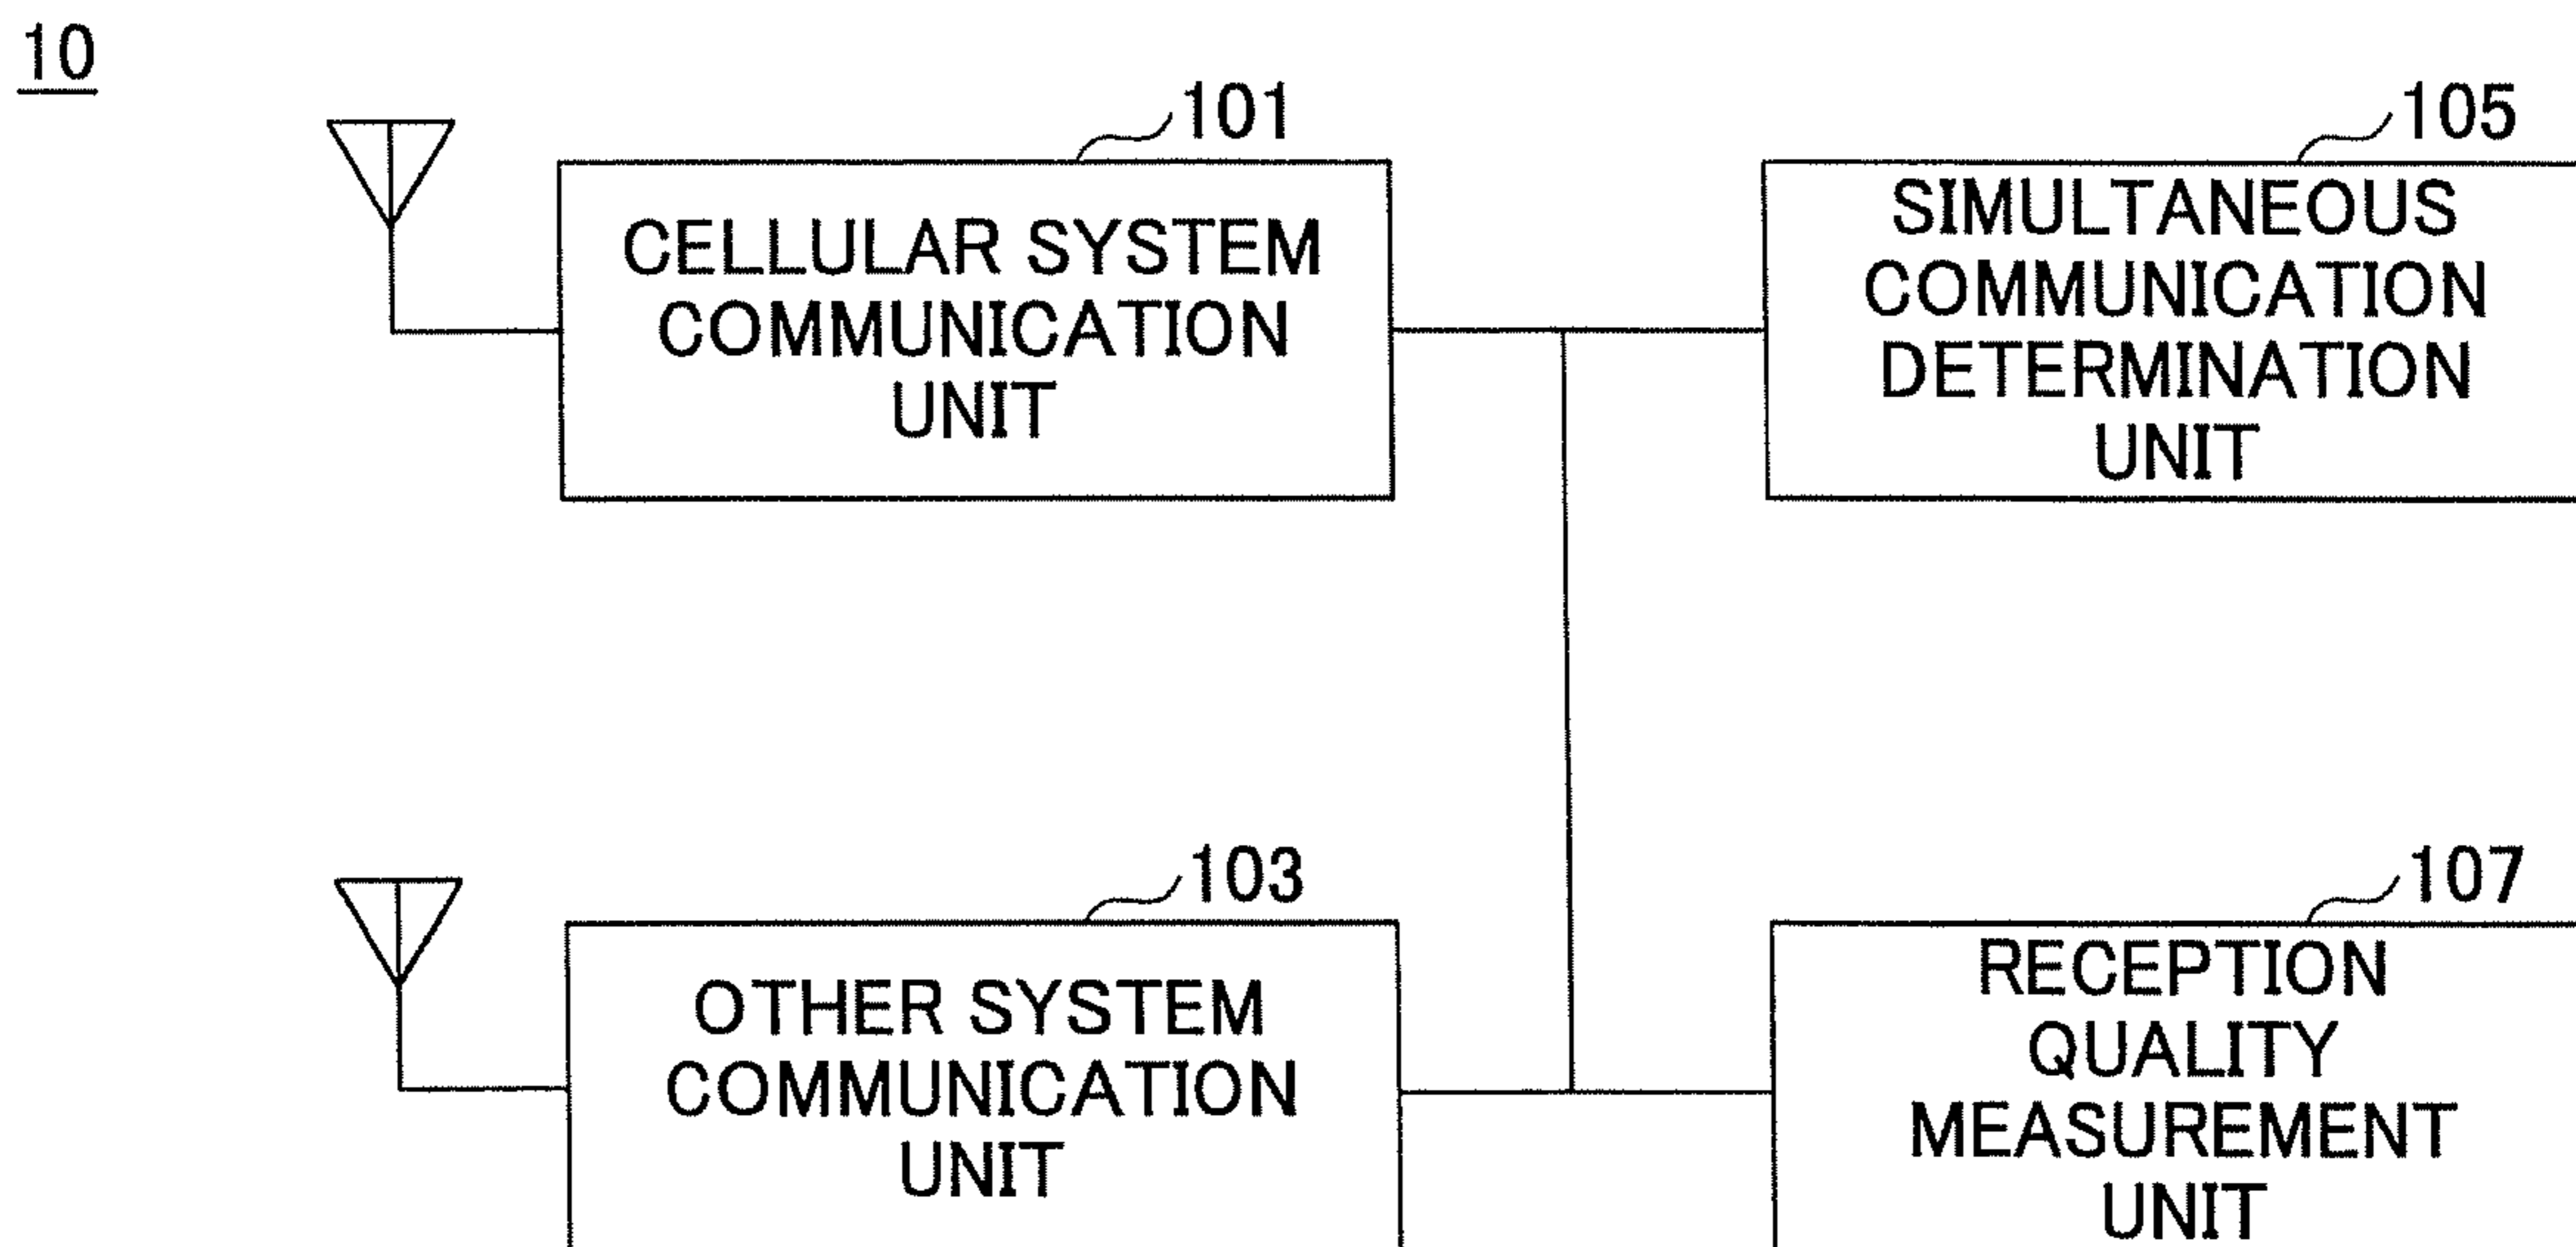 10
101
CELLULAR SYSTEM
COMMUNICATION
UNIT
105
SIMULTANEOUS
COMMUNICATION
DETERMINATION
UNIT
103
OTHER SYSTEM
COMMUNICATION
UNIT
107
RECEPTION
QUALITY
MEASUREMENT
UNIT